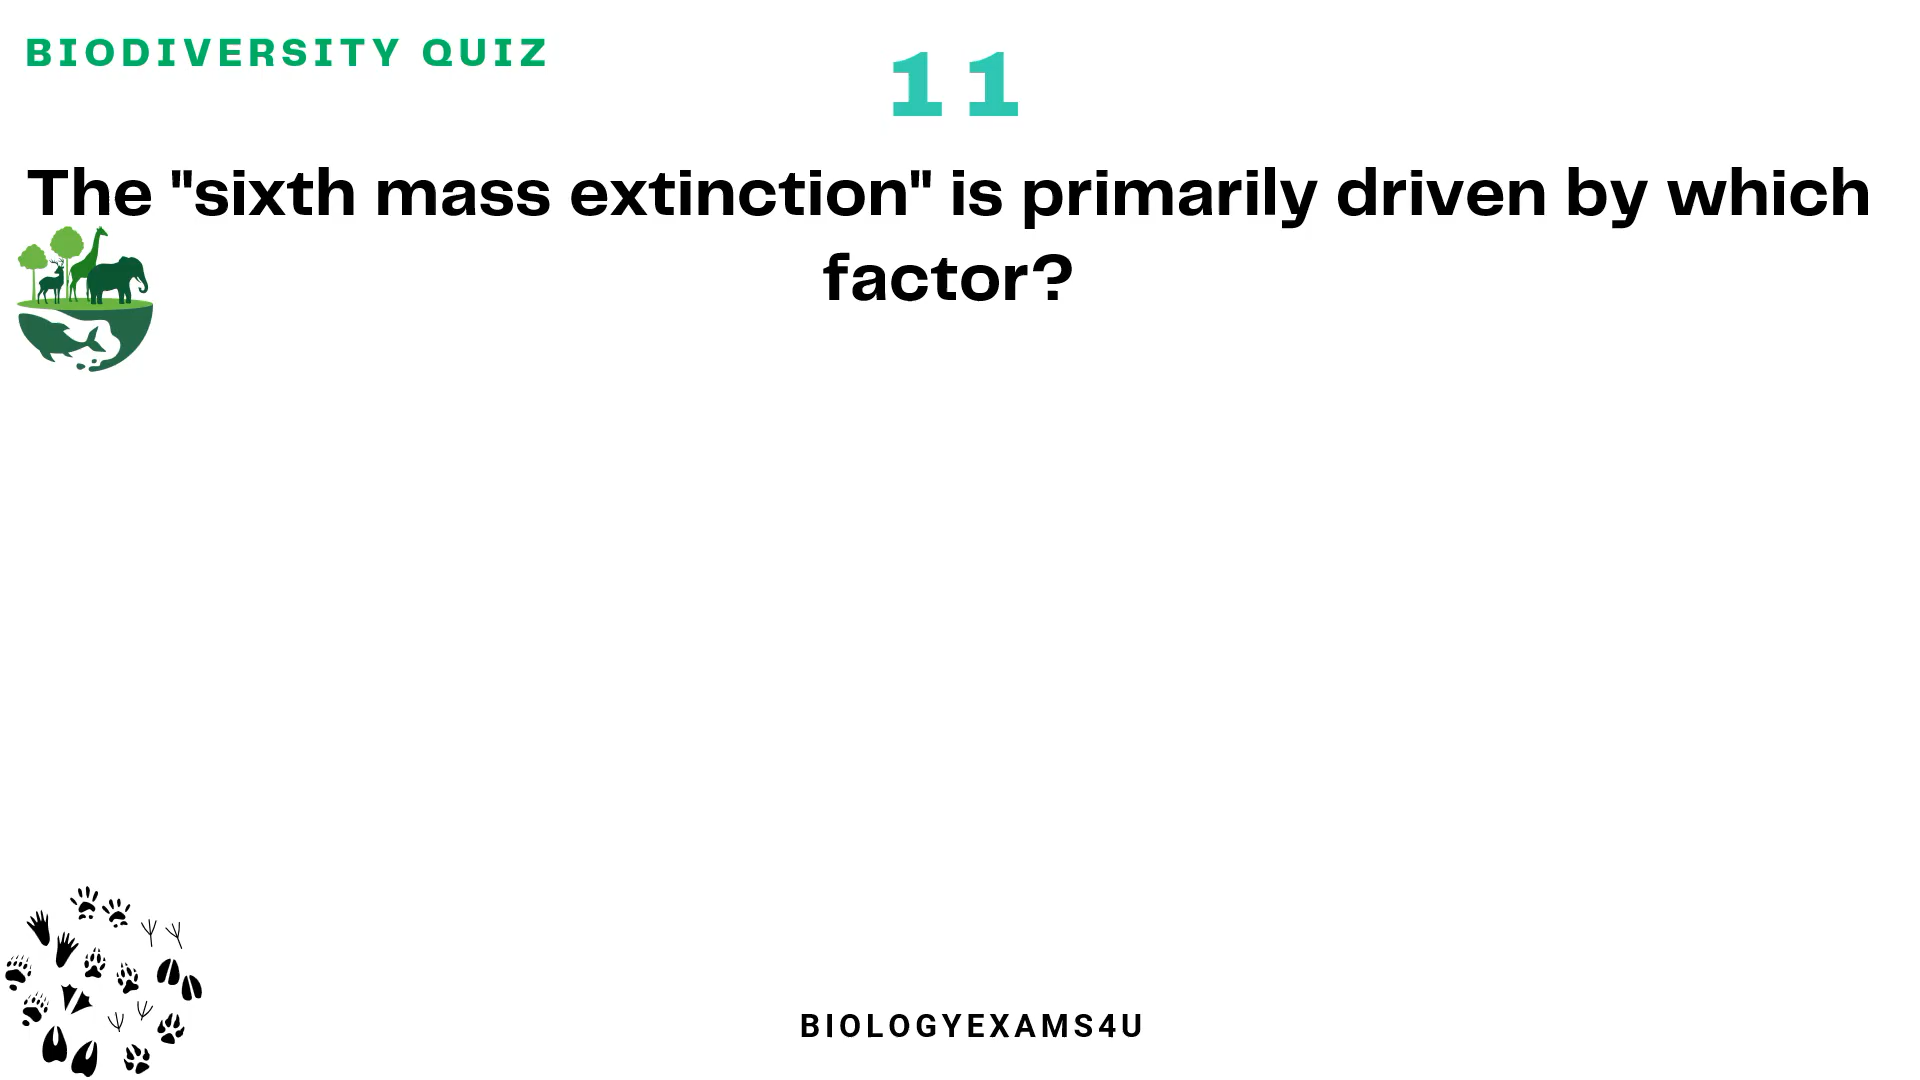 BIODIVERSITY QUIZ
11
The "sixth mass extinction" is primarily driven by which
factor?
BIOLOGYEXAMS4U